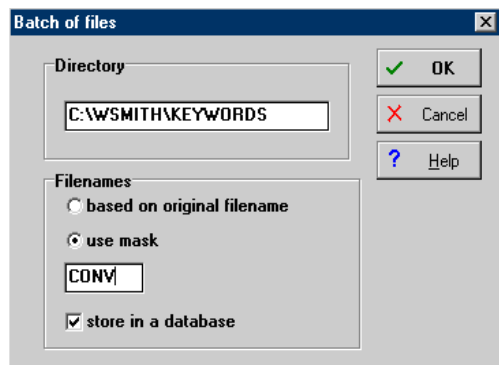 Batch of files
Directory
C:\WSMITH\KEYWORDS
OK
Cancel
Help
Filenames
based on original filename
use mask
CONV
store in a database